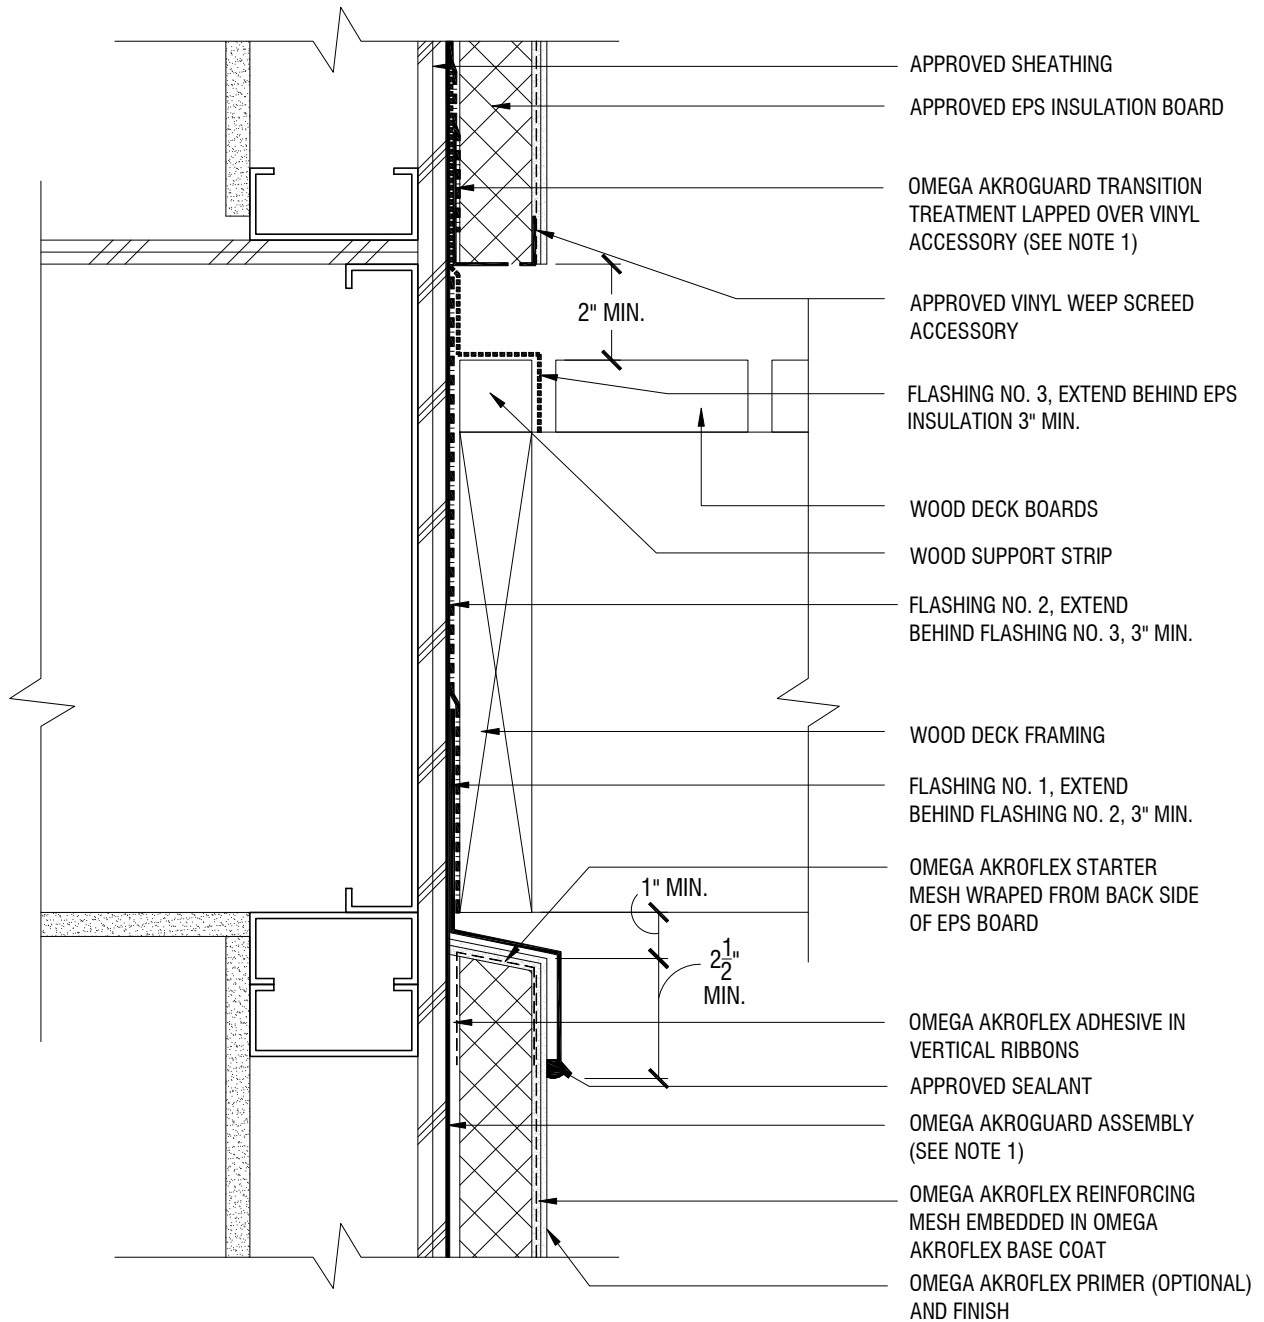 APPROVED SHEATHING
APPROVED EPS INSULATION BOARD
OMEGA AKROGUARD TRANSITION
TREATMENT LAPPED OVER VINYL
ACCESSORY (SEE NOTE 1)
2" MIN.
APPROVED VINYL WEEP SCREED
ACCESSORY
FLASHING NO. 3, EXTEND BEHIND EPS
INSULATION 3" MIN.
WOOD DECK BOARDS
WOOD SUPPORT STRIP
FLASHING NO. 2, EXTEND
BEHIND FLASHING NO. 3, 3" MIN.
WOOD DECK FRAMING
FLASHING NO. 1, EXTEND
BEHIND FLASHING NO. 2, 3" MIN.
OMEGA AKROFLEX STARTER
MESH WRAPED FROM BACK SIDE
OF EPS BOARD
1" MIN.
2 1/2"
MIN.
OMEGA AKROFLEX ADHESIVE IN
VERTICAL RIBBONS
APPROVED SEALANT
OMEGA AKROGUARD ASSEMBLY
(SEE NOTE 1)
OMEGA AKROFLEX REINFORCING
MESH EMBEDDED IN OMEGA
AKROFLEX BASE COAT
OMEGA AKROFLEX PRIMER (OPTIONAL)
AND FINISH